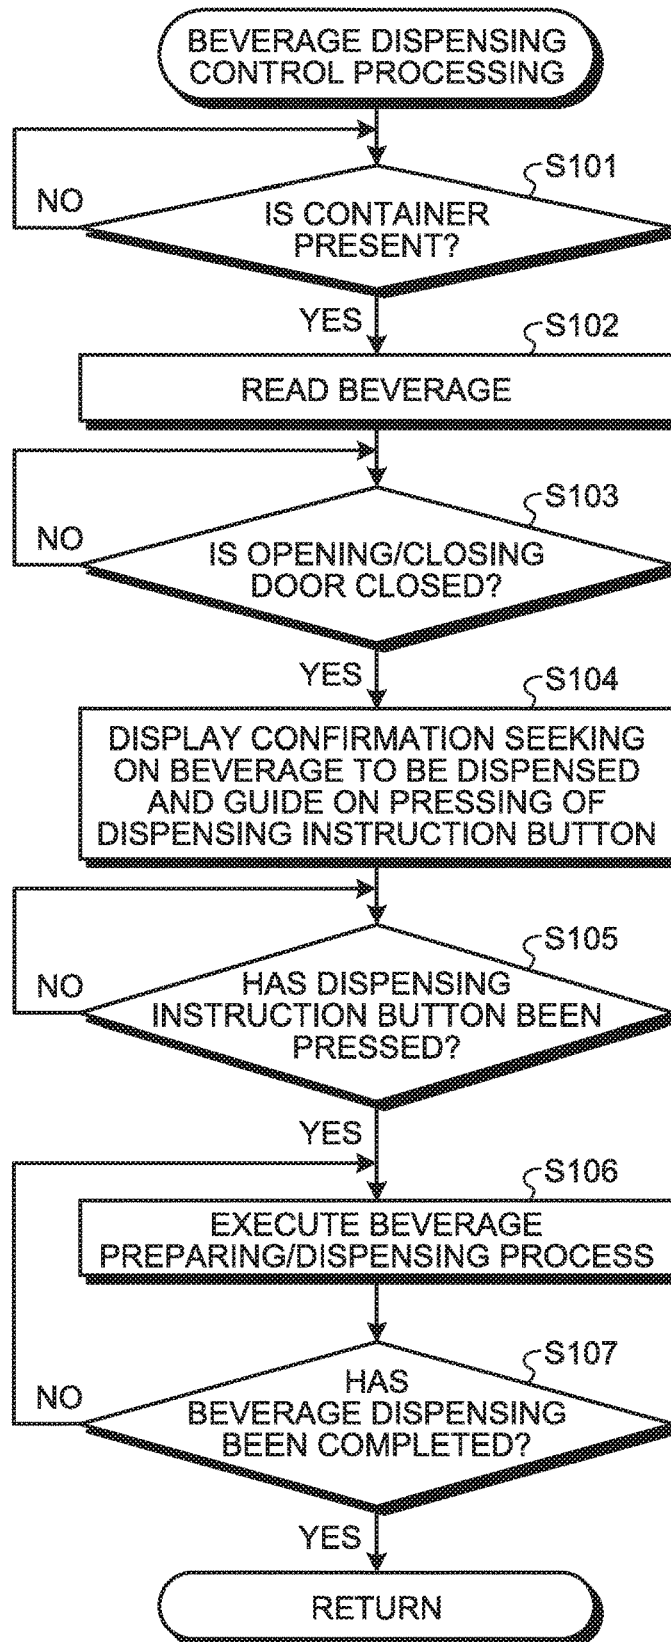 BEVERAGE DISPENSING
CONTROL PROCESSING
S101
NO
IS CONTAINER
PRESENT?
YES
S102
READ BEVERAGE
S103
NO
IS OPENING/CLOSING
DOOR CLOSED?
YES
S104
DISPLAY CONFIRMATION SEEKING
ON BEVERAGE TO BE DISPENSED
AND GUIDE ON PRESSING OF
DISPENSING INSTRUCTION BUTTON
S105
NO
HAS DISPENSING
INSTRUCTION BUTTON BEEN
PRESSED?
YES
S106
EXECUTE BEVERAGE
PREPARING/DISPENSING PROCESS
S107
NO
HAS
BEVERAGE DISPENSING
BEEN COMPLETED?
YES
RETURN